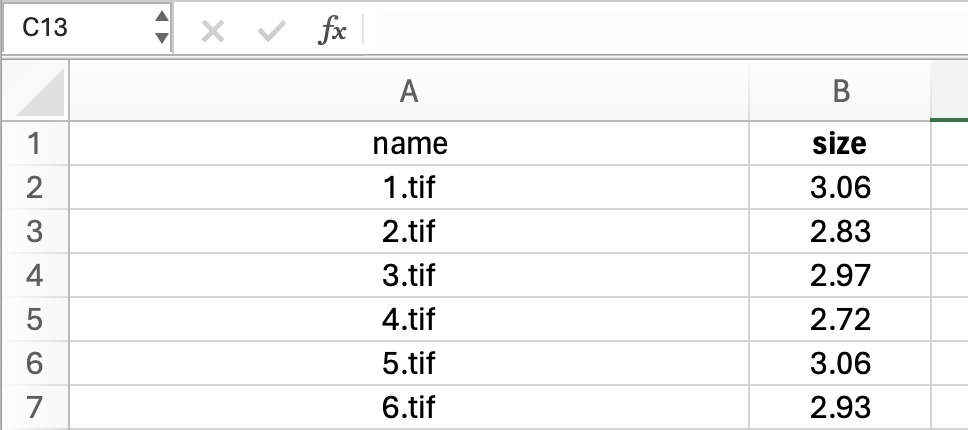 C13 fx
A B
1 name size
2 1.tif 3.06
3 2.tif 2.83
4 3.tif 2.97
5 4.tif 2.72
6 5.tif 3.06
7 6.tif 2.93